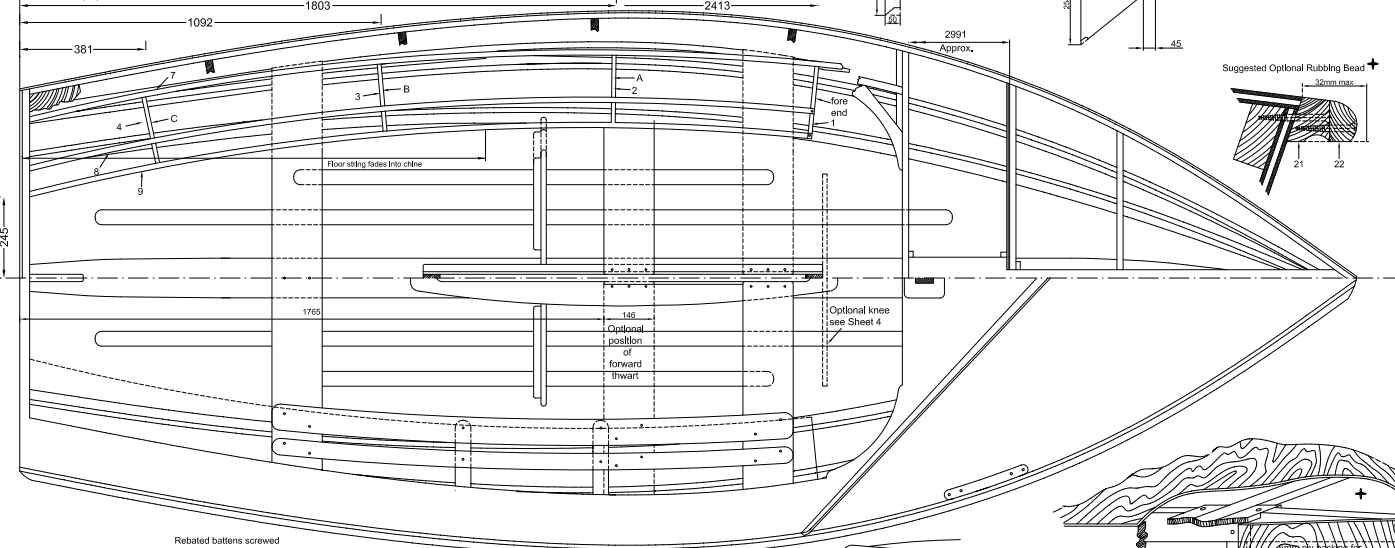 1803
2413
1092
381
50
25
45
2991
Approx.
Suggested Optional Rubbing Bead
32mm max
21
22
7
3
B
A
2
4
C
fore
end
1
8
9
Floor string fades into chine
245
1765
146
Optional
position
of
forward
thwart
Optional knee
see Sheet 4
Rebated battens screwed